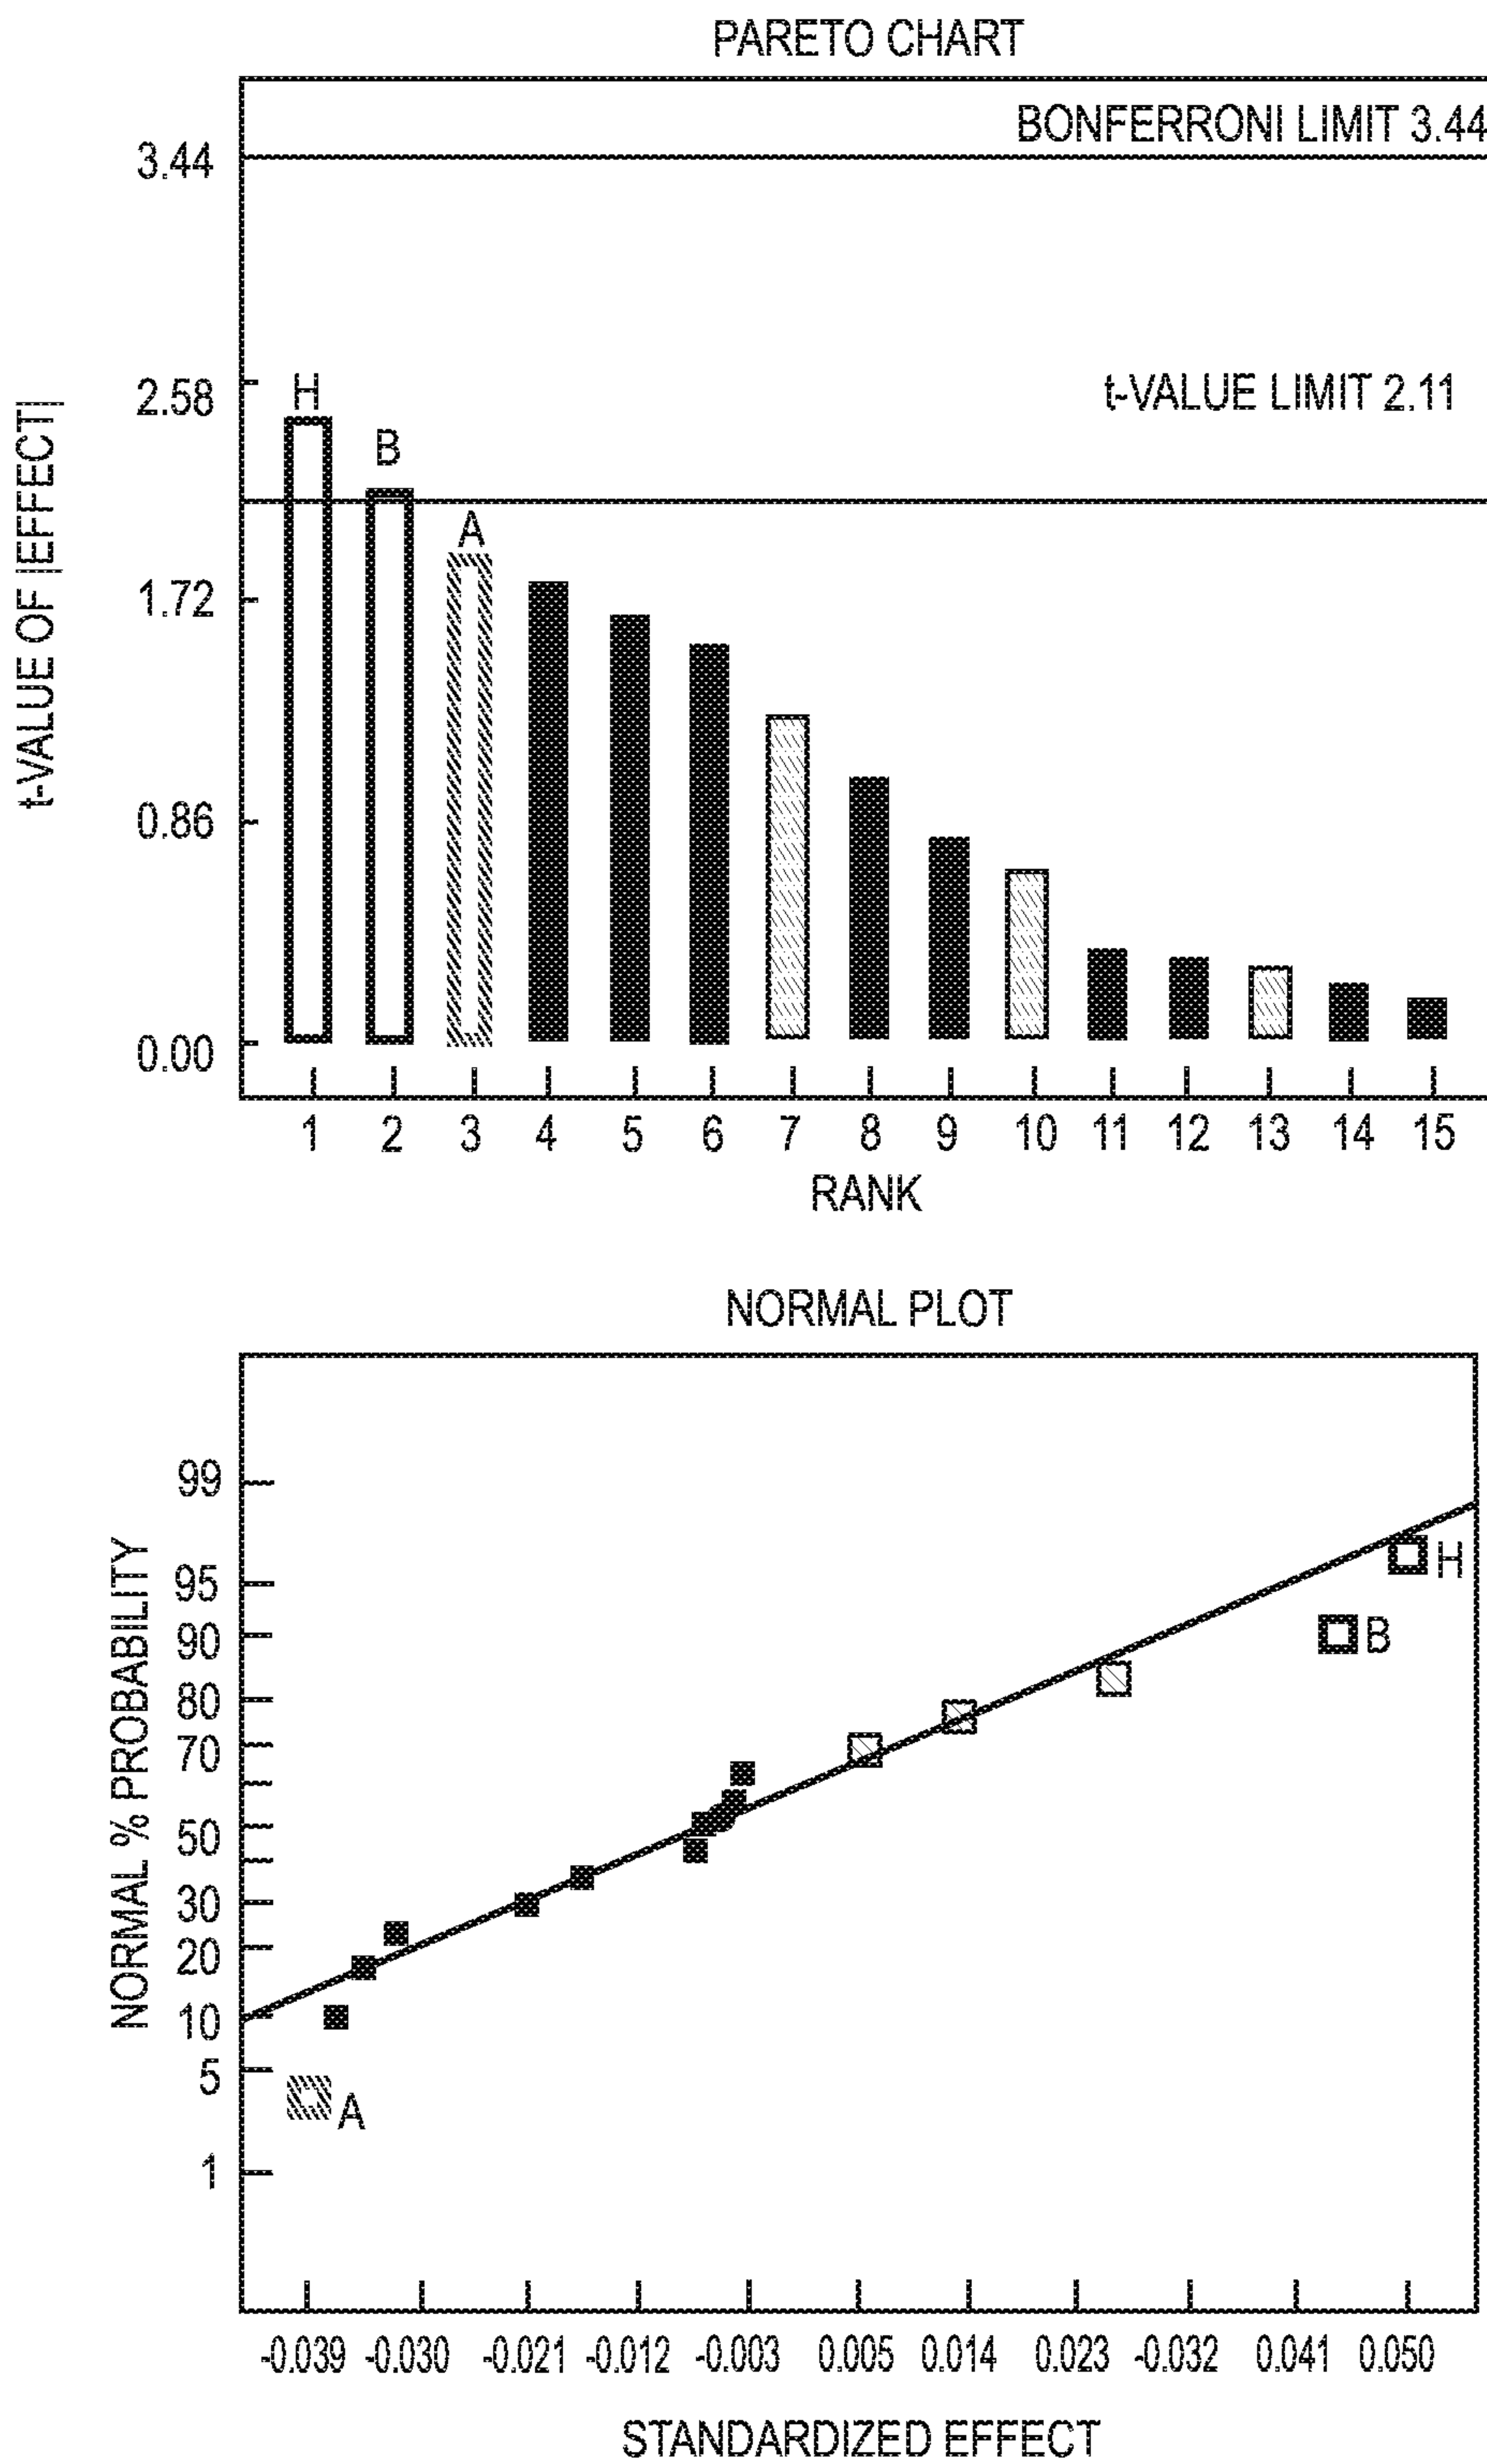 PARETO CHART
BONFERRONI LIMIT 3.44
3.44
t-VALUE LIMIT 2.11
2.58
H
B
A
1.72
0.86
0.00
t-VALUE OF |EFFECT|
1 2 3 4 5 6 7 8 9 10 11 12 13 14 15
RANK
NORMAL PLOT
99
95
90
80
70
50
30
20
10
5
1
NORMAL % PROBABILITY
H
B
A
-0.039 -0.030 -0.021 -0.012 -0.003 0.005 0.014 0.023 -0.032 0.041 0.050
STANDARDIZED EFFECT